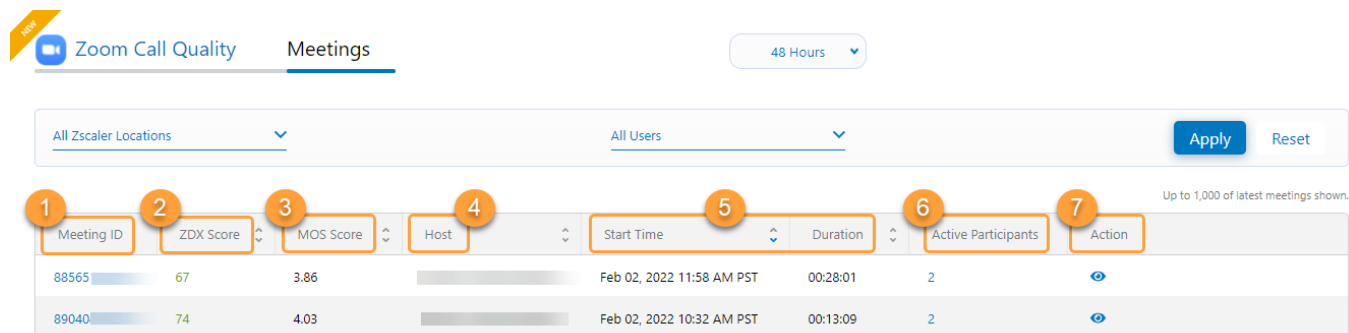 NEW
Zoom Call Quality Meetings 48 Hours
All Zscaler Locations All Users Apply Reset
Up to 1,000 of latest meetings shown.
1 2 3 4 5 6 7
Meeting ID ZDX Score MOS Score Host Start Time Duration Active Participants Action
88565 67 3.86 Feb 02, 2022 11:58 AM PST 00:28:01 2
89040 74 4.03 Feb 02, 2022 10:32 AM PST 00:13:09 2